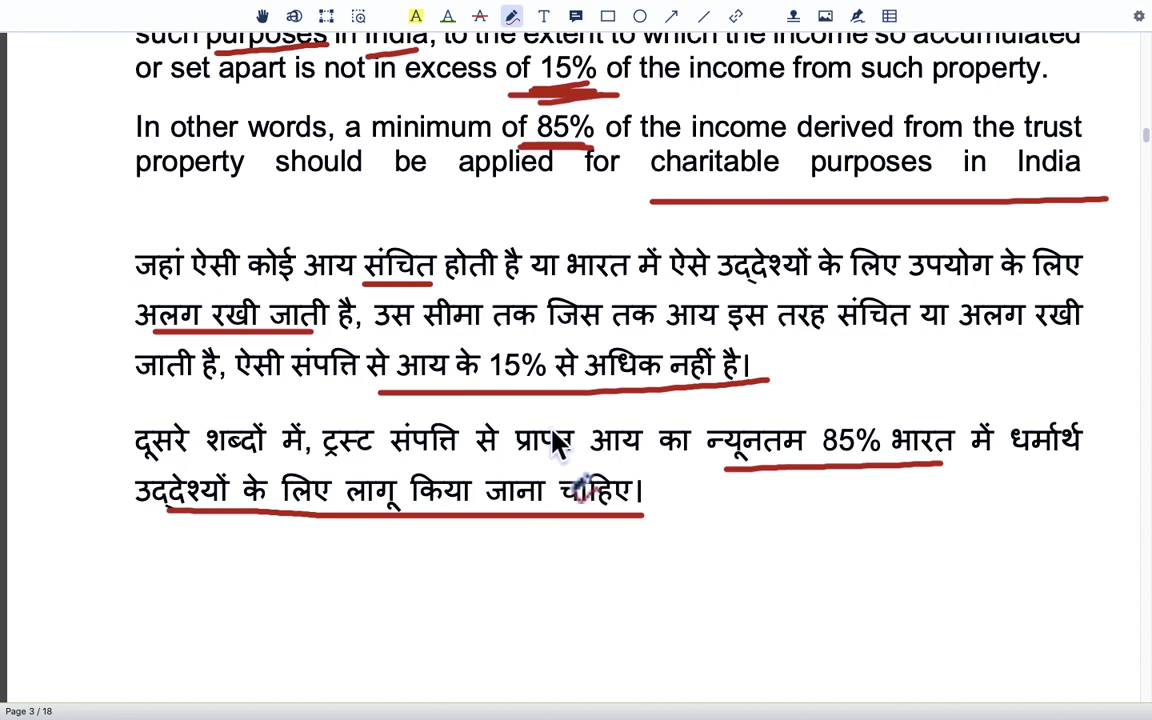 such purposes in India, to the extent to which the income so accumulated
or set apart is not in excess of 15% of the income from such property.
In other words, a minimum of 85% of the income derived from the trust
property should be applied for charitable purposes in India
जहां ऐसी कोई आय संचित होती है या भारत में ऐसे उद्देश्यों के लिए उपयोग के लिए
अलग रखी जाती है, उस सीमा तक जिस तक आय इस तरह संचित या अलग रखी
जाती है, ऐसी संपत्ति से आय के 15% से अधिक नहीं है।
दूसरे शब्दों में, ट्रस्ट संपत्ति से प्राप्त आय का न्यूनतम 85% भारत में धर्मार्थ
उद्देश्यों के लिए लागू किया जाना चाहिए।
Page 3 / 18